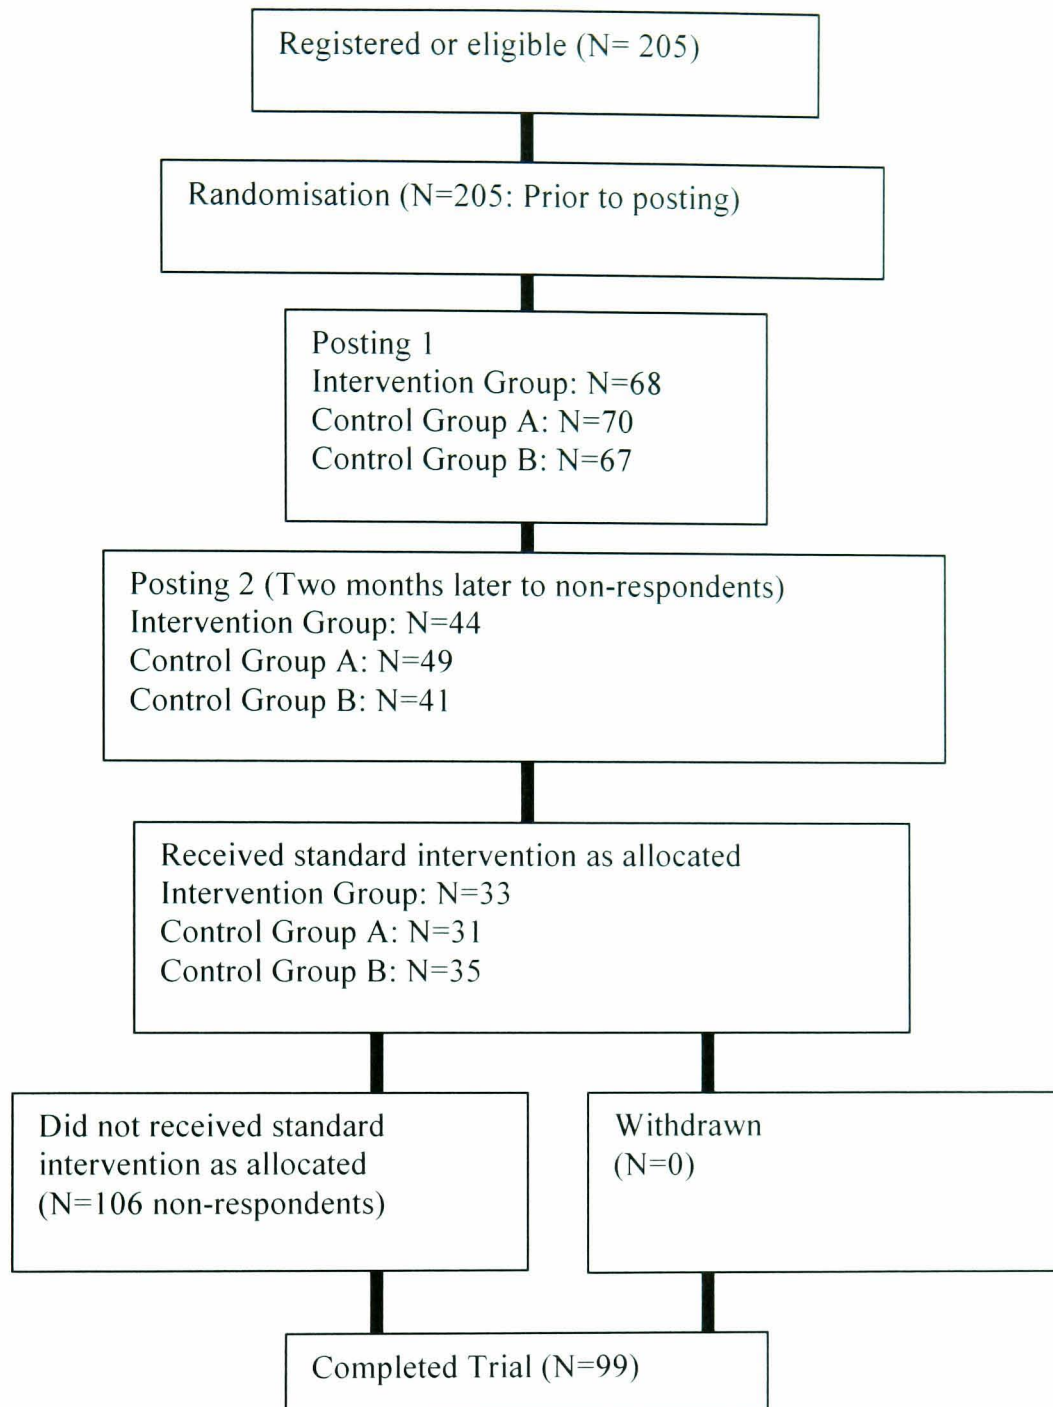 Registered or eligible (N= 205)
Randomisation (N=205: Prior to posting)
Posting 1
Intervention Group: N=68
Control Group A: N=70
Control Group B: N=67
Posting 2 (Two months later to non-respondents)
Intervention Group: N=44
Control Group A: N=49
Control Group B: N=41
Received standard intervention as allocated
Intervention Group: N=33
Control Group A: N=31
Control Group B: N=35
Did not received standard
intervention as allocated
(N=106 non-respondents)
Withdrawn
(N=0)
Completed Trial (N=99)